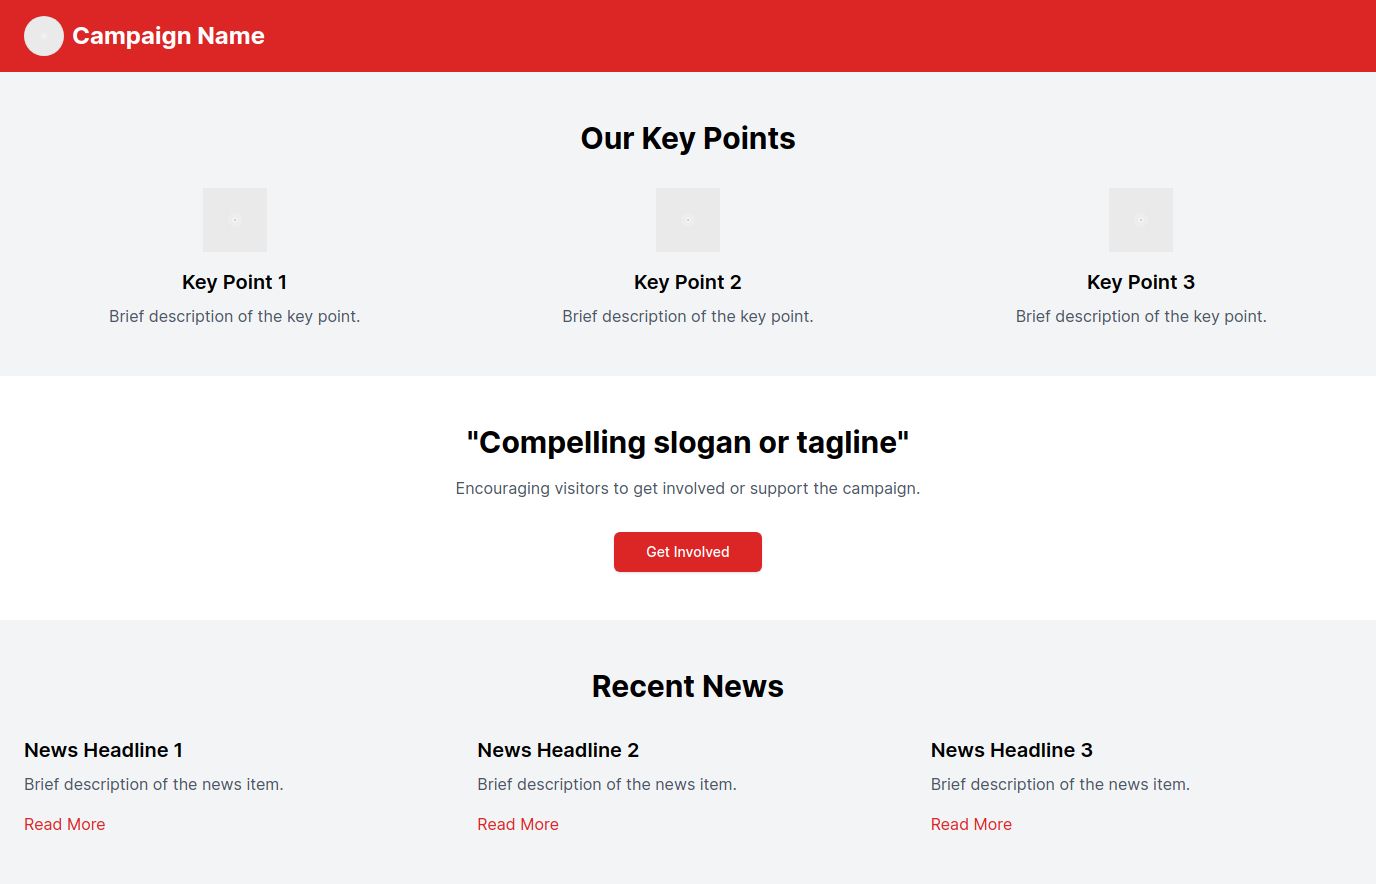 Campaign Name
Our Key Points
Key Point 1
Brief description of the key point.
Key Point 2
Brief description of the key point.
Key Point 3
Brief description of the key point.
"Compelling slogan or tagline"
Encouraging visitors to get involved or support the campaign.
Get Involved
Recent News
News Headline 1
Brief description of the news item.
Read More
News Headline 2
Brief description of the news item.
Read More
News Headline 3
Brief description of the news item.
Read More